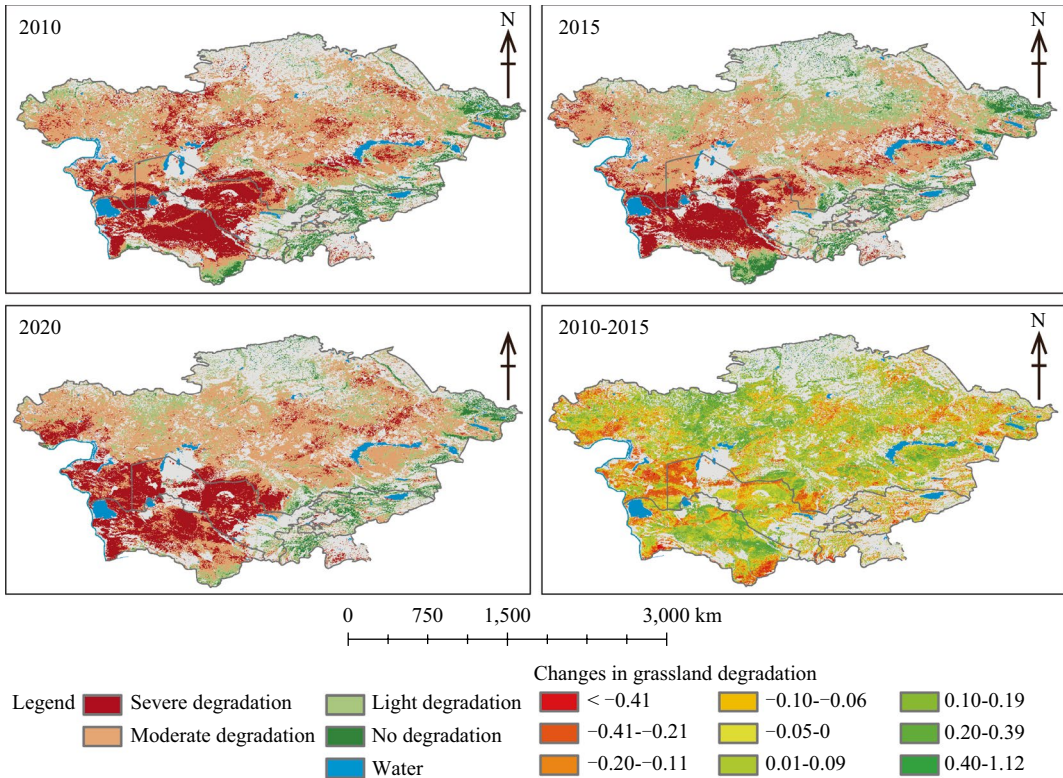 2010
N
2015
N
2020
2010-2015
N
0 750 1,500 3,000 km
Changes in grassland degradation
Legend Severe degradation Light degradation < −0.41 −0.10-−0.06 0.10-0.19
Moderate degradation No degradation −0.41-−0.21 −0.05-0 0.20-0.39
Water −0.20-−0.11 0.01-0.09 0.40-1.12